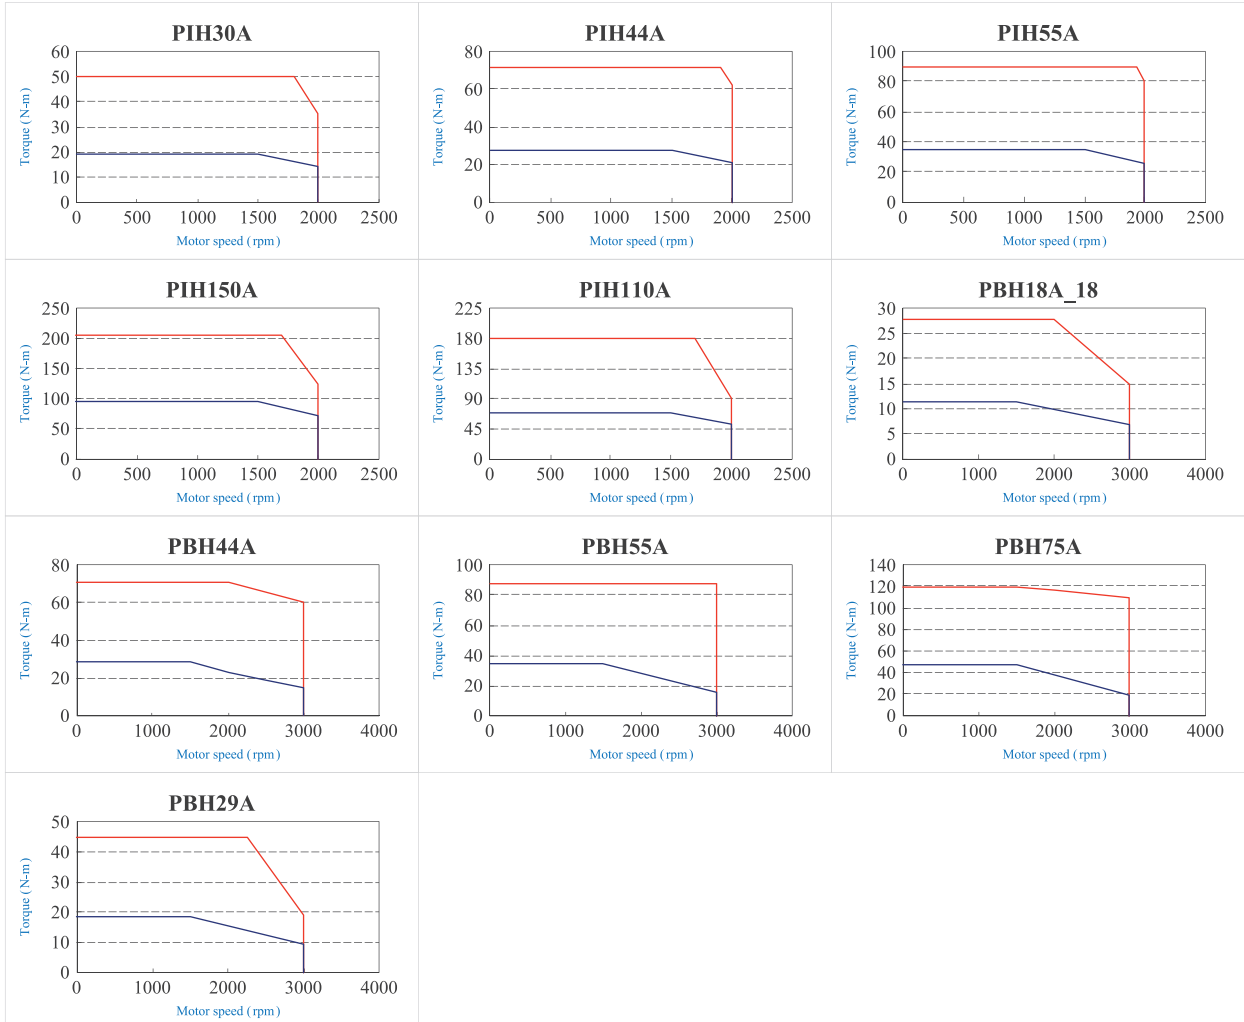 PIH30A
60
50
40
30
20
10
0
Torque (N-m)
0 500 1000 1500 2000 2500
Motor speed (rpm)
PIH44A
80
60
40
20
0
Torque (N-m)
0 500 1000 1500 2000 2500
Motor speed (rpm)
PIH55A
100
80
60
40
20
0
Torque (N-m)
0 500 1000 1500 2000 2500
Motor speed (rpm)
PIH150A
250
200
150
100
50
0
Torque (N-m)
0 500 1000 1500 2000 2500
Motor speed (rpm)
PIH110A
225
180
135
90
45
0
Torque (N-m)
0 500 1000 1500 2000 2500
Motor speed (rpm)
PBH18A_18
30
25
20
15
10
5
0
Torque (N-m)
0 1000 2000 3000 4000
Motor speed (rpm)
PBH44A
80
60
40
20
0
Torque (N-m)
0 1000 2000 3000 4000
Motor speed (rpm)
PBH55A
100
80
60
40
20
0
Torque (N-m)
0 1000 2000 3000 4000
Motor speed (rpm)
PBH75A
140
120
100
80
60
40
20
0
Torque (N-m)
0 1000 2000 3000 4000
Motor speed (rpm)
PBH29A
50
40
30
20
10
0
Torque (N-m)
0 1000 2000 3000 4000
Motor speed (rpm)